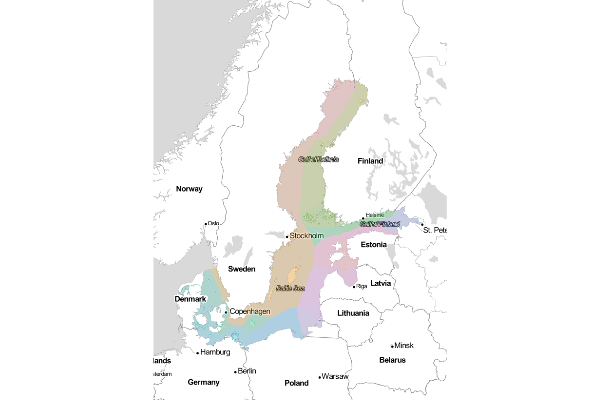 Gulf of Bothnia
Finland
Norway
Oslo
Helsinki
Gulf of Finland
St. Pete
Stockholm
Estonia
Sweden
Baltic Sea
Riga
Latvia
Denmark
Copenhagen
Lithuania
Minsk
Hamburg
lands
Belarus
sterdam
Berlin
Warsaw
Germany
Poland